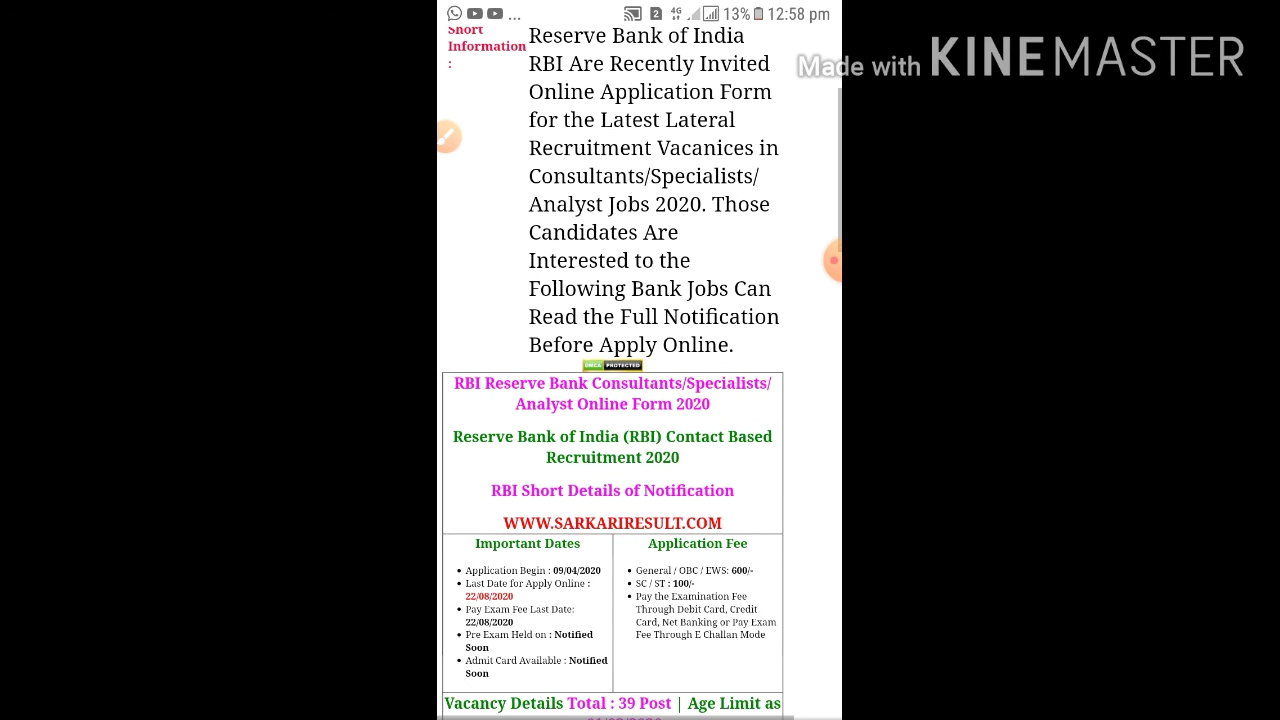 ... 2 4G 13% 12:58 pm
Made with KINEMASTER
Short
Information
:
Reserve Bank of India
RBI Are Recently Invited
Online Application Form
for the Latest Lateral
Recruitment Vacanices in
Consultants/Specialists/
Analyst Jobs 2020. Those
Candidates Are
Interested to the
Following Bank Jobs Can
Read the Full Notification
Before Apply Online.
DMCA PROTECTED
RBI Reserve Bank Consultants/Specialists/
Analyst Online Form 2020
Reserve Bank of India (RBI) Contact Based
Recruitment 2020
RBI Short Details of Notification
WWW.SARKARIRESULT.COM
Important Dates
• Application Begin : 09/04/2020
• Last Date for Apply Online :
22/08/2020
• Pay Exam Fee Last Date:
22/08/2020
• Pre Exam Held on : Notified
Soon
• Admit Card Available : Notified
Soon
Application Fee
• General / OBC / EWS: 600/-
• SC / ST : 100/-
• Pay the Examination Fee
Through Debit Card, Credit
Card, Net Banking or Pay Exam
Fee Through E Challan Mode
Vacancy Details Total : 39 Post | Age Limit as